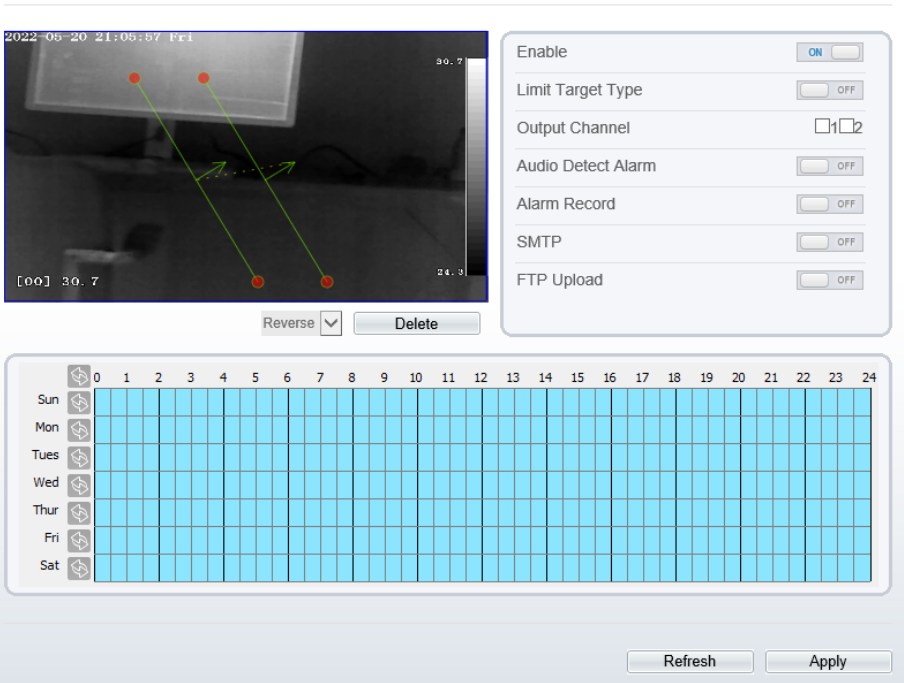 2022-05-20 21:05:57 Fri
30.7
24.3
[00] 30.7
Reverse
Delete
Enable ON
Limit Target Type OFF
Output Channel 1 2
Audio Detect Alarm OFF
Alarm Record OFF
SMTP OFF
FTP Upload OFF
0 1 2 3 4 5 6 7 8 9 10 11 12 13 14 15 16 17 18 19 20 21 22 23 24
Sun
Mon
Tues
Wed
Thur
Fri
Sat
Refresh Apply